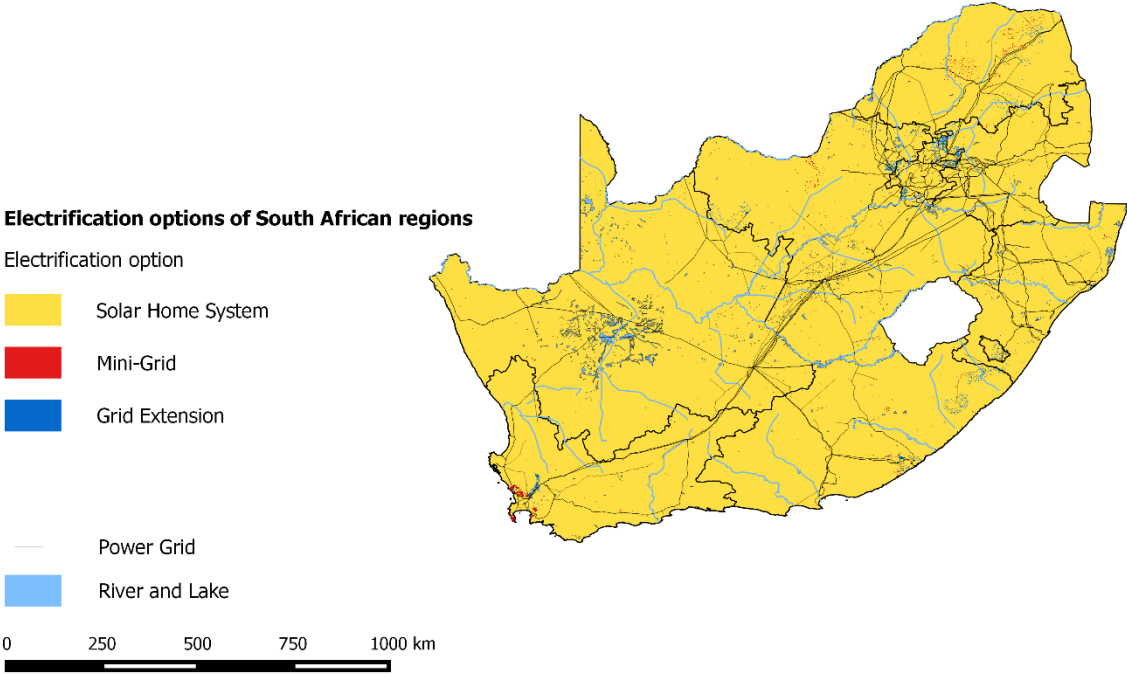 Electrification options of South African regions
Electrification option
Solar Home System
Mini-Grid
Grid Extension
Power Grid
River and Lake
0 250 500 750 1000 km